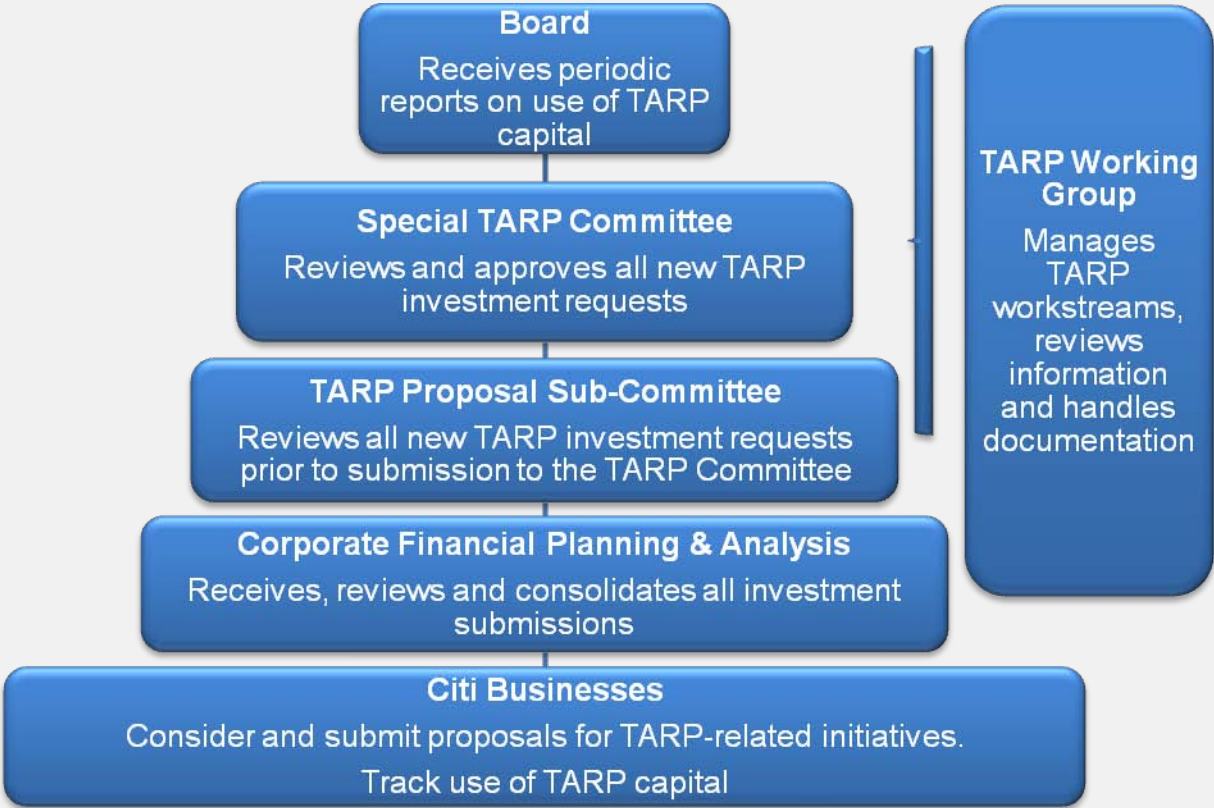 Board
Receives periodic
reports on use of TARP
capital
Special TARP Committee
Reviews and approves all new TARP
investment requests
TARP Proposal Sub-Committee
Reviews all new TARP investment requests
prior to submission to the TARP Committee
Corporate Financial Planning & Analysis
Receives, reviews and consolidates all investment
submissions
Citi Businesses
Consider and submit proposals for TARP-related initiatives.
Track use of TARP capital
TARP Working
Group
Manages
TARP
workstreams,
reviews
information
and handles
documentation